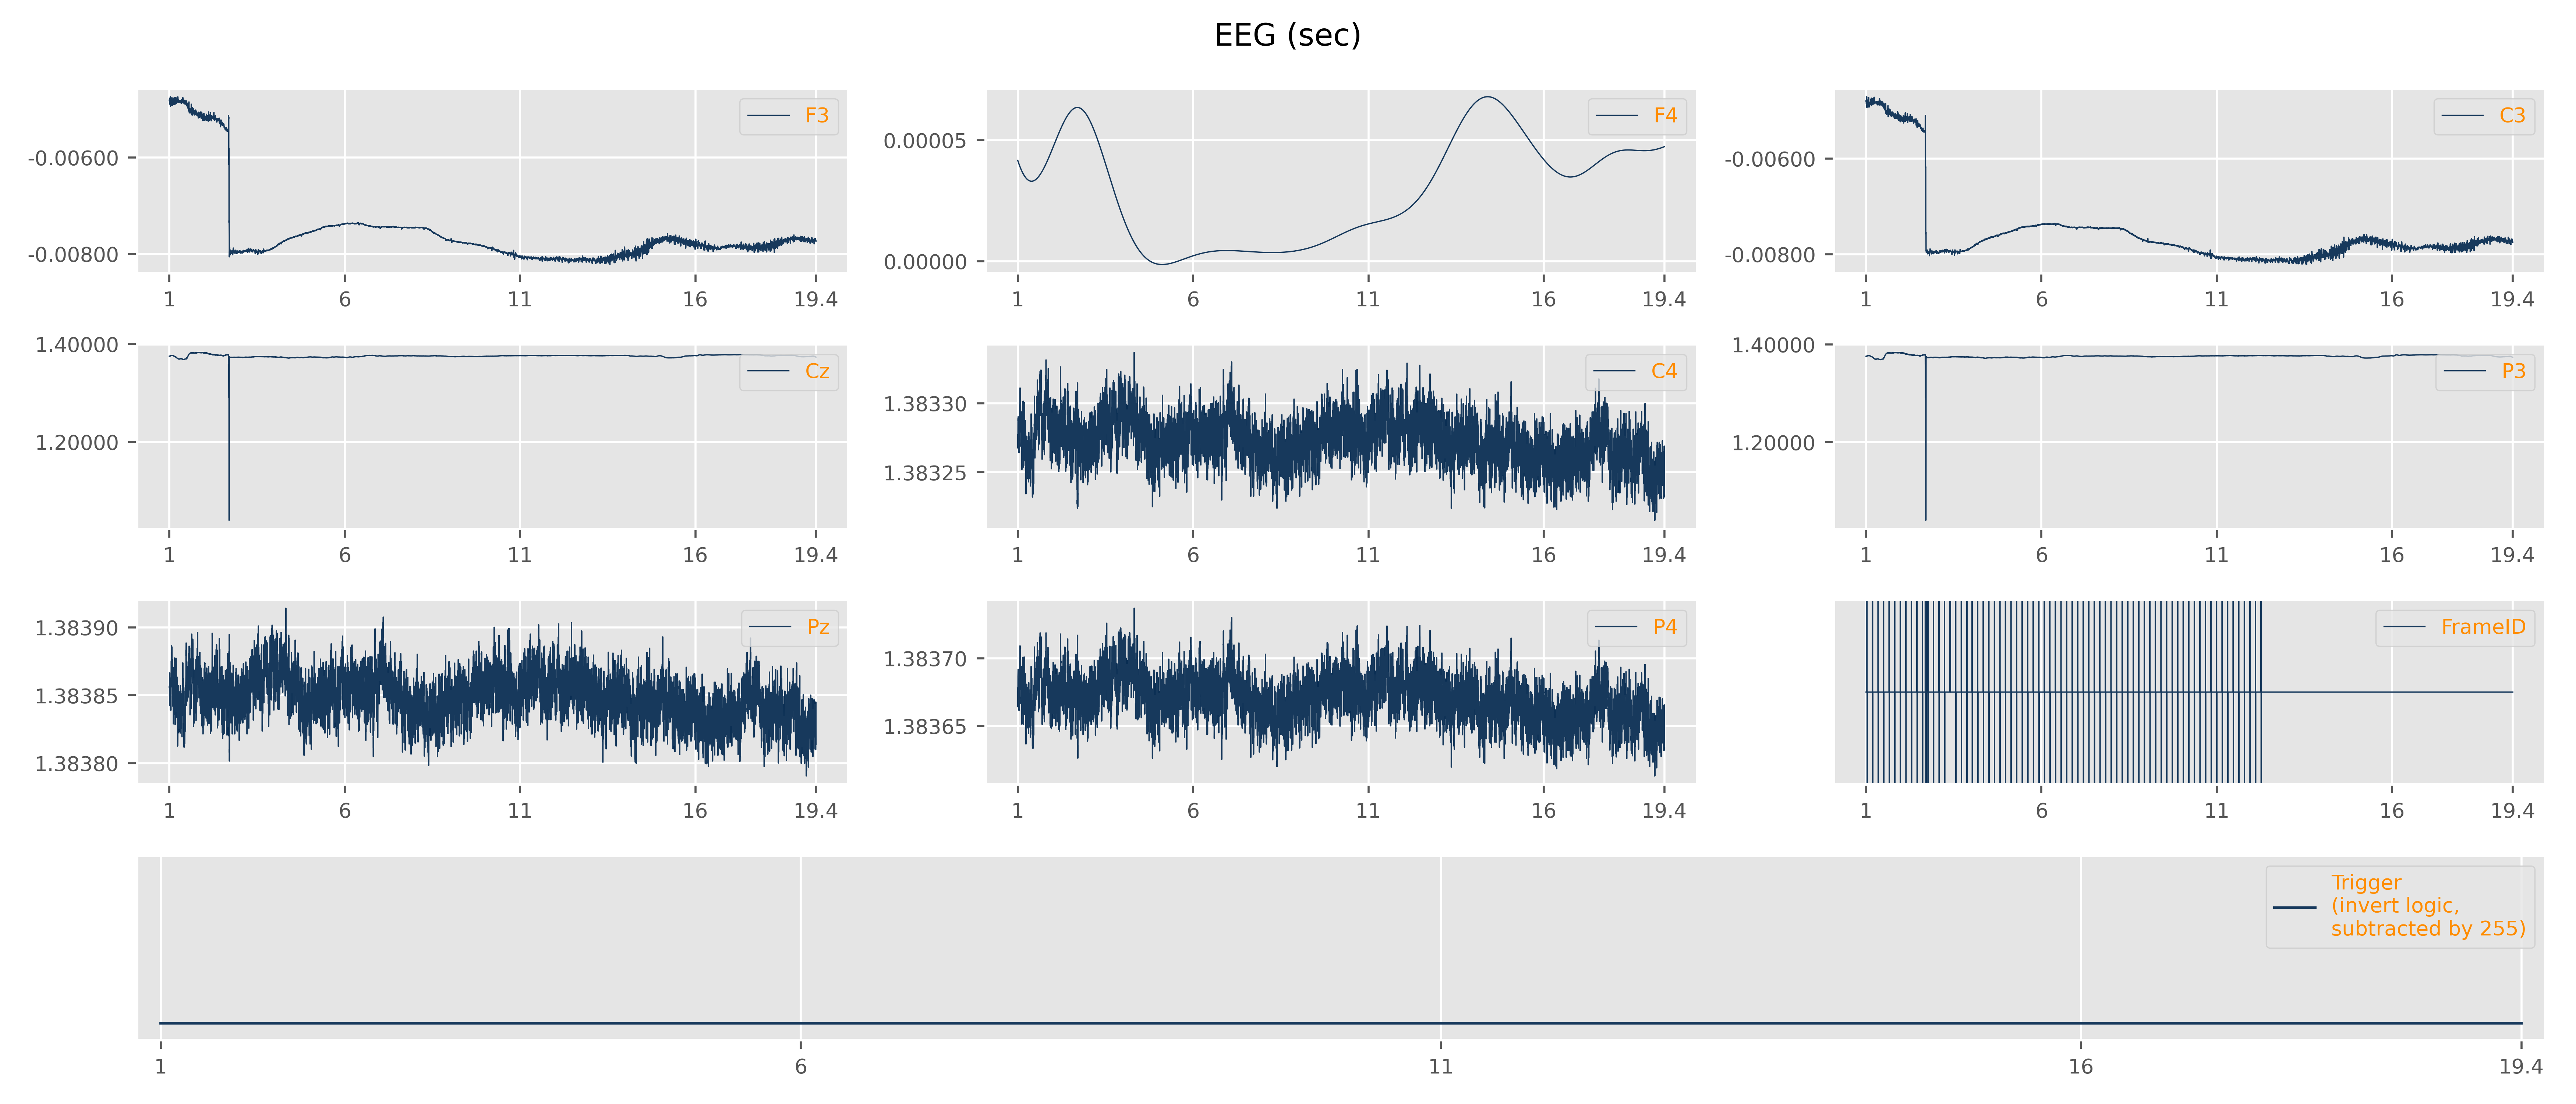 EEG (sec)
F3
-0.00600
-0.00800
1 6 11 16 19.4
F4
0.00005
0.00000
1 6 11 16 19.4
C3
-0.00600
-0.00800
1 6 11 16 19.4
Cz
1.40000
1.20000
1 6 11 16 19.4
C4
1.38330
1.38325
1 6 11 16 19.4
P3
1.40000
1.20000
1 6 11 16 19.4
Pz
1.38390
1.38385
1.38380
1 6 11 16 19.4
P4
1.38370
1.38365
1 6 11 16 19.4
FrameID
1 6 11 16 19.4
Trigger
(invert logic,
subtracted by 255)
1 6 11 16 19.4